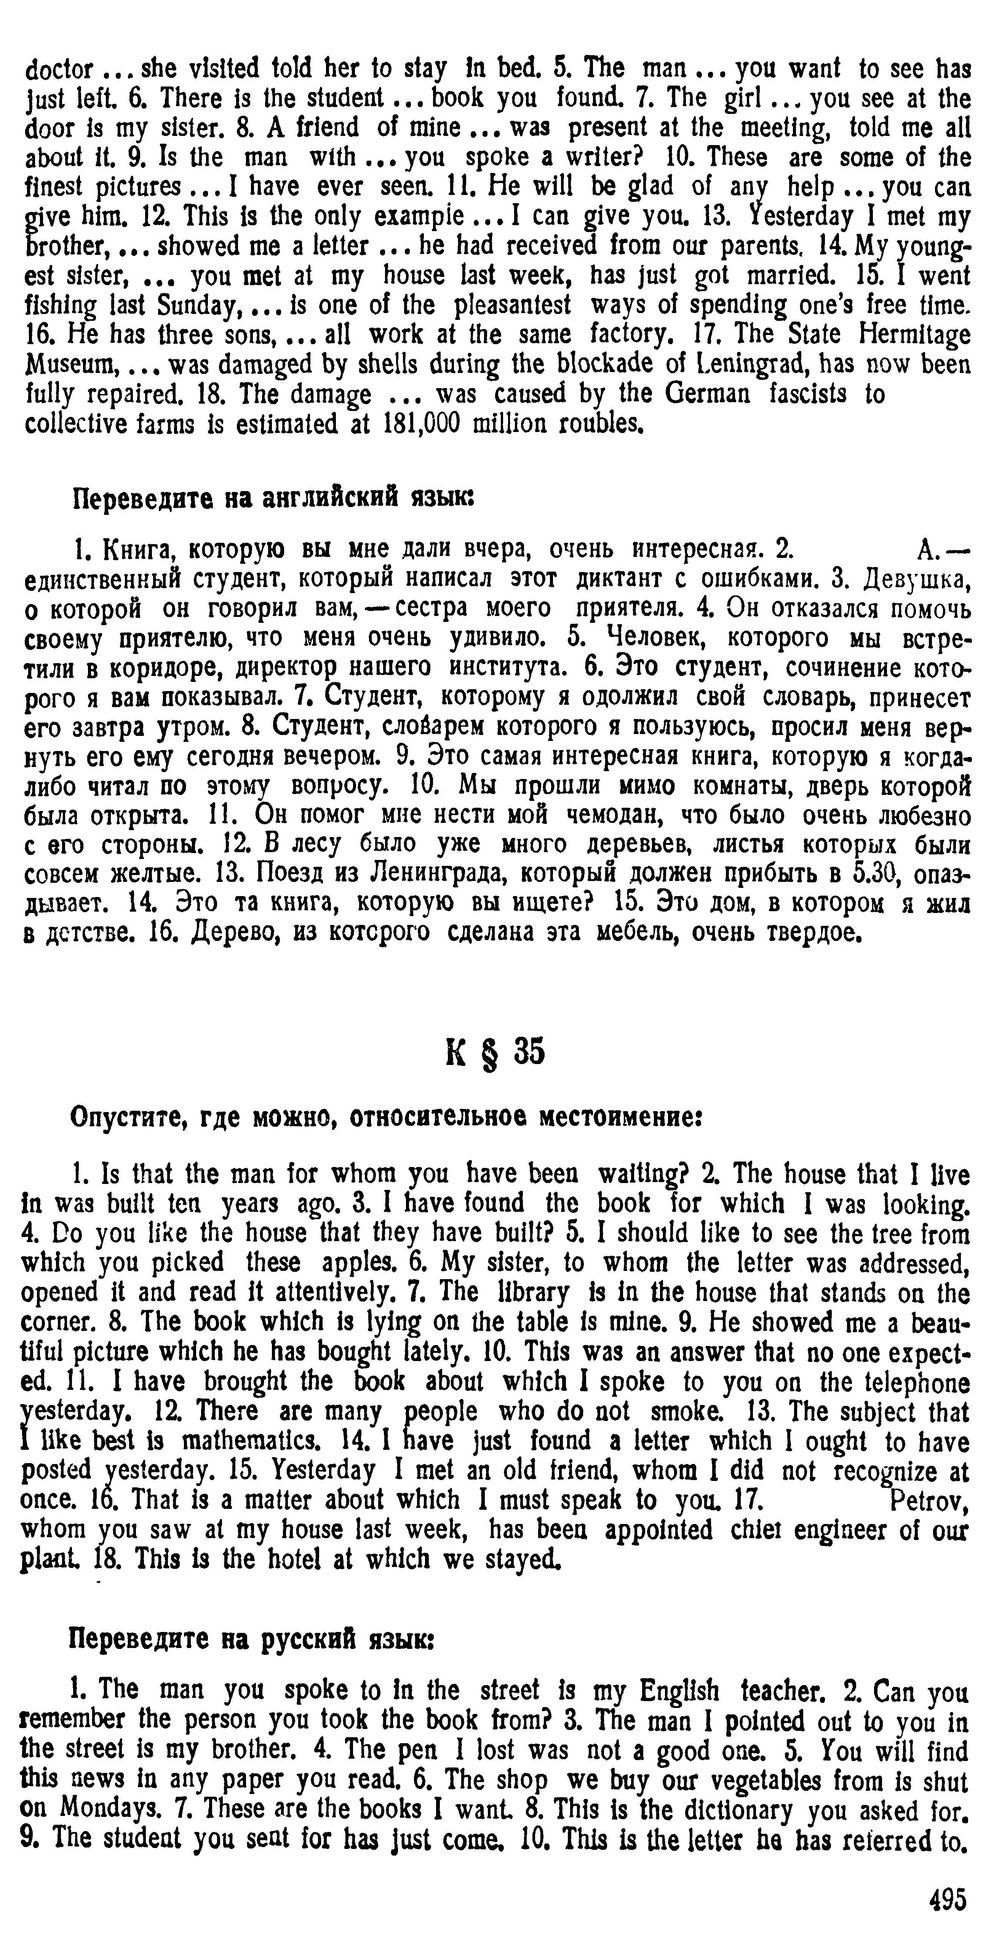 doctor ... she visited told her to stay in bed. 5. The man ... you want to see has
just left. 6. There is the student ... book you found. 7. The girl ... you see at the
door is my sister. 8. A friend of mine ... was present at the meeting, told me all
about it. 9. Is the man with ... you spoke a writer? 10. These are some of the
finest pictures ... I have ever seen. 11. He will be glad of any help ... you can
give him. 12. This is the only example ... I can give you. 13. Yesterday I met my
brother, ... showed me a letter ... he had received from our parents. 14. My young-
est sister, ... you met at my house last week, has just got married. 15. I went
fishing last Sunday, ... is one of the pleasantest ways of spending one's free time.
16. He has three sons, ... all work at the same factory. 17. The State Hermitage
Museum, ... was damaged by shells during the blockade of Leningrad, has now been
fully repaired. 18. The damage ... was caused by the German fascists to
collective farms is estimated at 181,000 million roubles.
Переведите на английский язык:
1. Книга, которую вы мне дали вчера, очень интересная. 2. А.—
единственный студент, который написал этот диктант с ошибками. 3. Девушка,
о которой он говорил вам, — сестра моего приятеля. 4. Он отказался помочь
своему приятелю, что меня очень удивило. 5. Человек, которого мы встре-
тили в коридоре, директор нашего института. 6. Это студент, сочинение кото-
рого я вам показывал. 7. Студент, которому я одолжил свой словарь, принесет
его завтра утром. 8. Студент, словарем которого я пользуюсь, просил меня вер-
нуть его ему сегодня вечером. 9. Это самая интересная книга, которую я когда-
либо читал по этому вопросу. 10. Мы прошли мимо комнаты, дверь которой
была открыта. 11. Он помог мне нести мой чемодан, что было очень любезно
с его стороны. 12. В лесу было уже много деревьев, листья которых были
совсем желтые. 13. Поезд из Ленинграда, который должен прибыть в 5.30, опаз-
дывает. 14. Это та книга, которую вы ищете? 15. Это дом, в котором я жил
в детстве. 16. Дерево, из которого сделана эта мебель, очень твердое.
К § 35
Опустите, где можно, относительное местоимение:
1. Is that the man for whom you have been waiting? 2. The house that I live
in was built ten years ago. 3. I have found the book for which I was looking.
4. Do you like the house that they have built? 5. I should like to see the tree from
which you picked these apples. 6. My sister, to whom the letter was addressed,
opened it and read it attentively. 7. The library is in the house that stands on the
corner. 8. The book which is lying on the table is mine. 9. He showed me a beau-
tiful picture which he has bought lately. 10. This was an answer that no one expect-
ed. 11. I have brought the book about which I spoke to you on the telephone
yesterday. 12. There are many people who do not smoke. 13. The subject that
I like best is mathematics. 14. I have just found a letter which I ought to have
posted yesterday. 15. Yesterday I met an old friend, whom I did not recognize at
once. 16. That is a matter about which I must speak to you. 17. Petrov,
whom you saw at my house last week, has been appointed chief engineer of our
plant. 18. This is the hotel at which we stayed.
Переведите на русский язык:
1. The man you spoke to in the street is my English teacher. 2. Can you
remember the person you took the book from? 3. The man I pointed out to you in
the street is my brother. 4. The pen I lost was not a good one. 5. You will find
this news in any paper you read. 6. The shop we buy our vegetables from is shut
on Mondays. 7. These are the books I want. 8. This is the dictionary you asked for.
9. The student you sent for has just come. 10. This is the letter he has referred to.
495